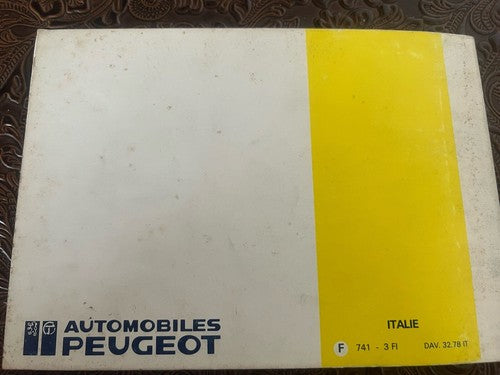 AUTOMOBILES
PEUGEOT
ITALIE
F 741 - 3 FI DAV. 32.78 IT